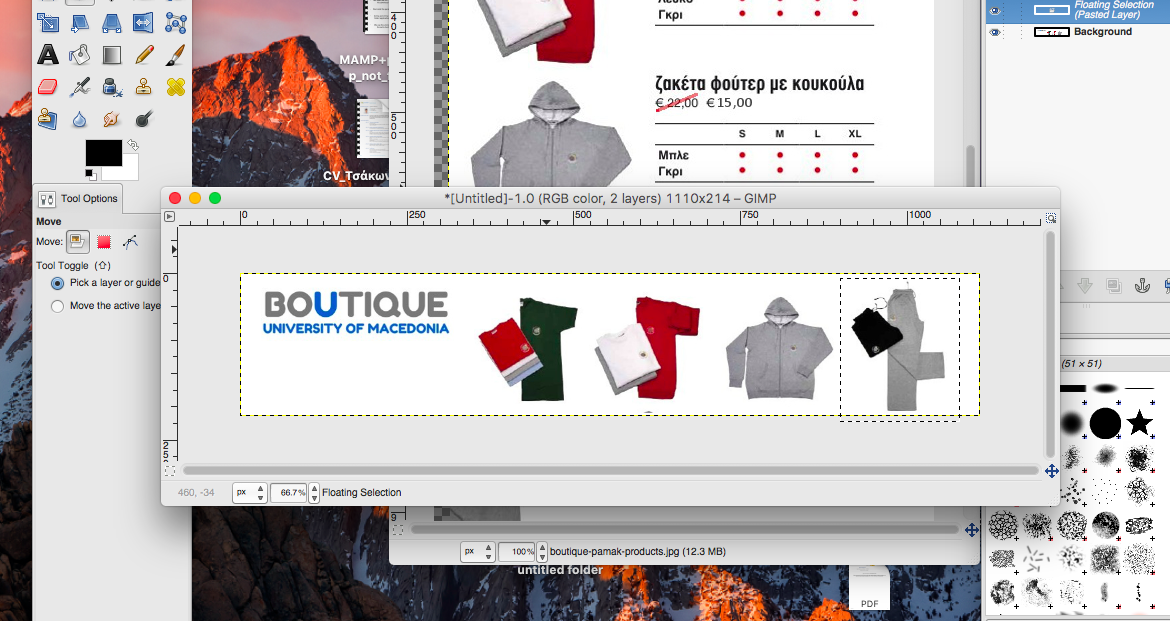 Floating Selection
(Pasted Layer)
Background
Γκρι
MAMP+p
p_not_
CV_Τσάκων
ζακέτα φούτερ με κουκούλα
€ 22,00 € 15,00
S M L XL
Μπλε
Γκρι
Tool Options
Move
Move:
Tool Toggle (⇧)
Pick a layer or guide
Move the active laye
*[Untitled]-1.0 (RGB color, 2 layers) 1110x214 – GIMP
0 250 500 750 1000
BOUTIQUE
UNIVERSITY OF MACEDONIA
460, -34
px
66.7%
Floating Selection
(51 × 51)
px
100%
boutique-pamak-products.jpg (12.3 MB)
untitled folder
PDF